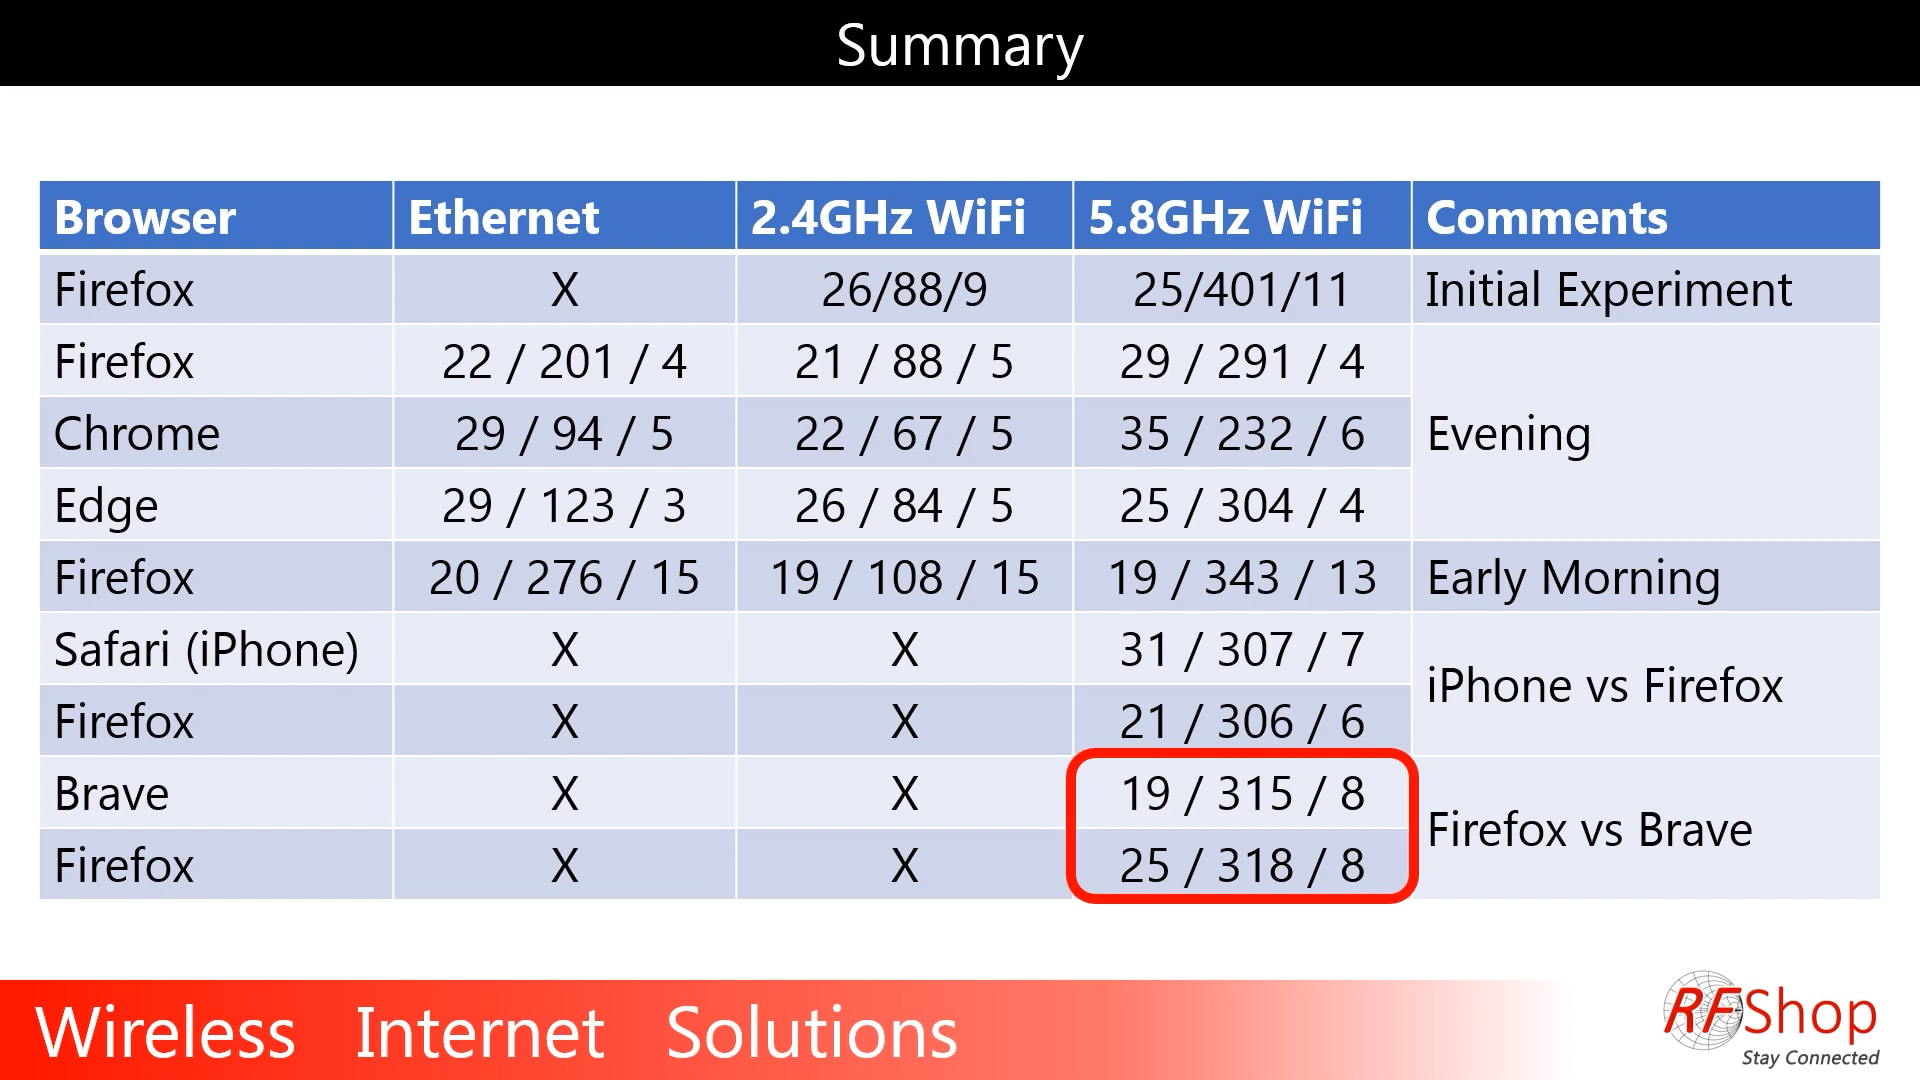 Summary
Browser Ethernet 2.4GHz WiFi 5.8GHz WiFi Comments
Firefox X 26/88/9 25/401/11 Initial Experiment
Firefox 22 / 201 / 4 21 / 88 / 5 29 / 291 / 4
Chrome 29 / 94 / 5 22 / 67 / 5 35 / 232 / 6 Evening
Edge 29 / 123 / 3 26 / 84 / 5 25 / 304 / 4
Firefox 20 / 276 / 15 19 / 108 / 15 19 / 343 / 13 Early Morning
Safari (iPhone) X X 31 / 307 / 7
iPhone vs Firefox
Firefox X X 21 / 306 / 6
Brave X X 19 / 315 / 8
Firefox vs Brave
Firefox X X 25 / 318 / 8
Wireless Internet Solutions
RFShop
Stay Connected